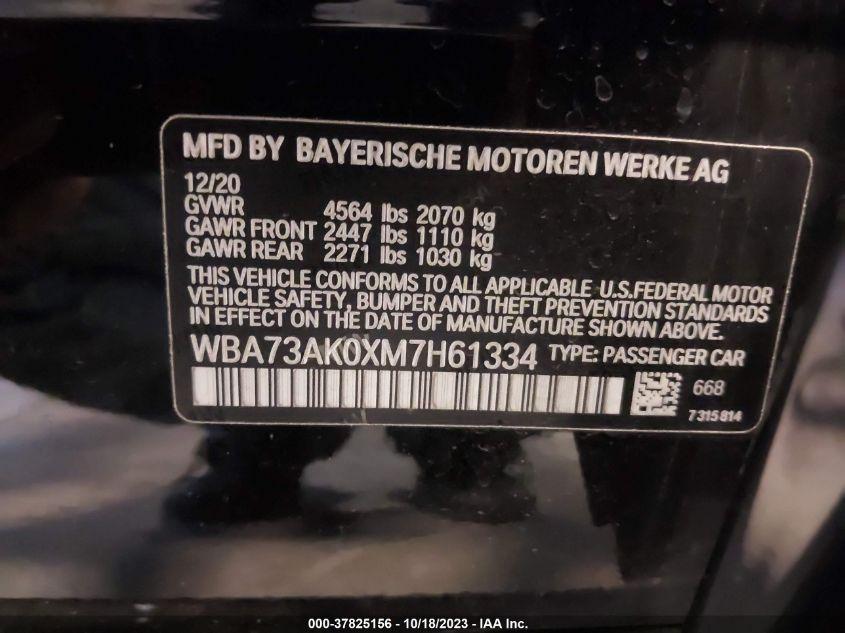 MFD BY BAYERISCHE MOTOREN WERKE AG
12/20
GVWR 4564 lbs 2070 kg
GAWR FRONT 2447 lbs 1110 kg
GAWR REAR 2271 lbs 1030 kg
THIS VEHICLE CONFORMS TO ALL APPLICABLE U.S.FEDERAL MOTOR
VEHICLE SAFETY, BUMPER AND THEFT PREVENTION STANDARDS
IN EFFECT ON THE DATE OF MANUFACTURE SHOWN ABOVE.
WBA73AK0XM7H61334 TYPE: PASSENGER CAR
668
7315814
000-37825156 - 10/18/2023 - IAA Inc.